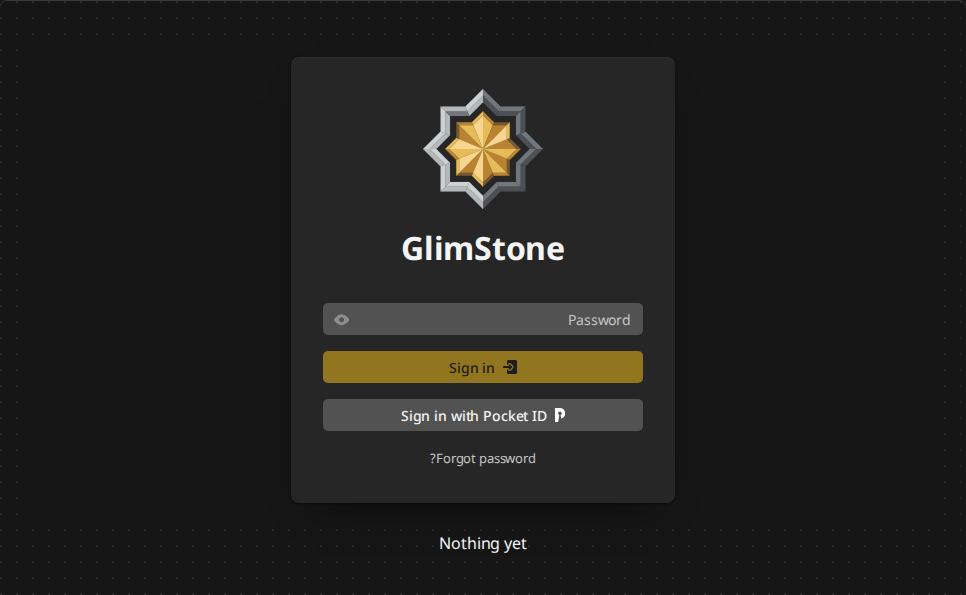 GlimStone
Password
Sign in
Sign in with Pocket ID
?Forgot password
Nothing yet